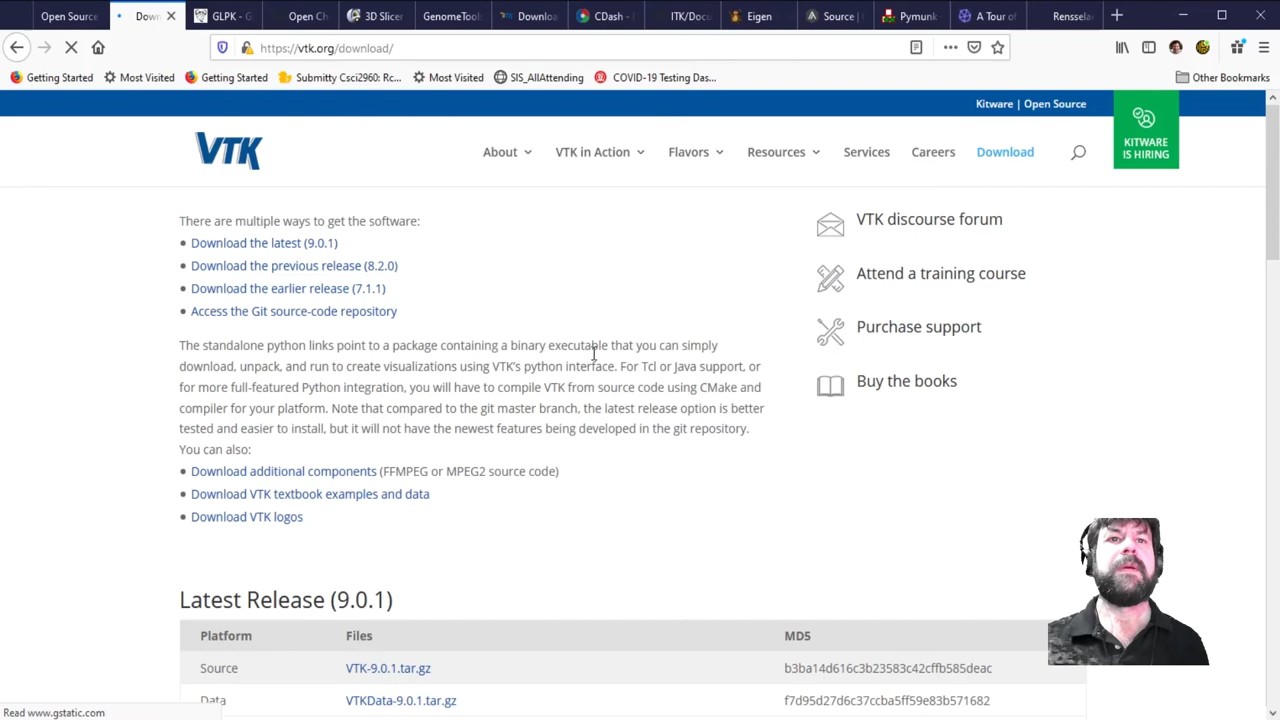 Open Source
Down
GLPK - G
Open Ch
3D Slicer
GenomeTools
Downloa
CDash -
ITK/Docu
Eigen
Source |
Pymunk
A Tour of
Rensselae
https://vtk.org/download/
Getting Started
Most Visited
Getting Started
Submitty Csci2960: Rc...
Most Visited
SIS_AllAttending
COVID-19 Testing Das...
Other Bookmarks
Kitware | Open Source
KITWARE
IS HIRING
VTK
About
VTK in Action
Flavors
Resources
Services
Careers
Download
There are multiple ways to get the software:
Download the latest (9.0.1)
Download the previous release (8.2.0)
Download the earlier release (7.1.1)
Access the Git source-code repository
The standalone python links point to a package containing a binary executable that you can simply
download, unpack, and run to create visualizations using VTK's python interface. For Tcl or Java support, or
for more full-featured Python integration, you will have to compile VTK from source code using CMake and
compiler for your platform. Note that compared to the git master branch, the latest release option is better
tested and easier to install, but it will not have the newest features being developed in the git repository.
You can also:
Download additional components (FFMPEG or MPEG2 source code)
Download VTK textbook examples and data
Download VTK logos
VTK discourse forum
Attend a training course
Purchase support
Buy the books
Latest Release (9.0.1)
Platform Files MD5
Source VTK-9.0.1.tar.gz b3ba14d616c3b23583c42cffb585deac
Data VTKData-9.0.1.tar.gz f7d95d27d6c37ccba5ff59e83b571682
Read www.gstatic.com